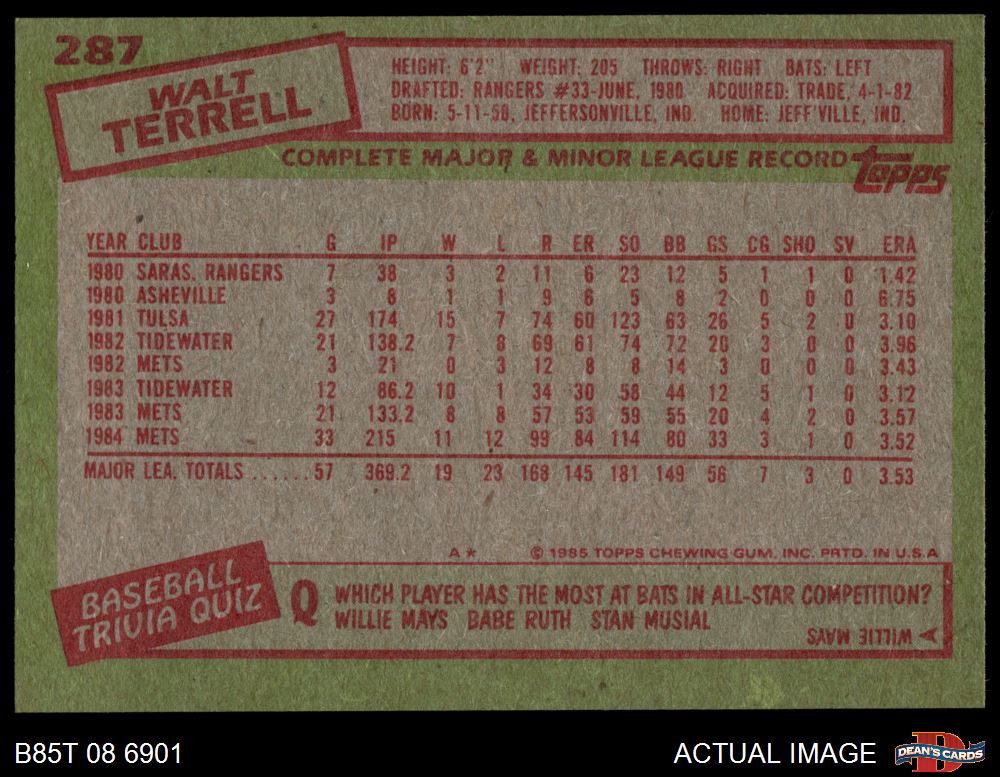 287
WALT
TERRELL
HEIGHT: 6'2" WEIGHT: 205 THROWS: RIGHT BATS: LEFT
DRAFTED: RANGERS #33-JUNE, 1980 ACQUIRED: TRADE, 4-1-82
BORN: 5-11-58, JEFFERSONVILLE, IND. HOME: JEFF'VILLE, IND.
COMPLETE MAJOR & MINOR LEAGUE RECORD topps
YEAR CLUB G IP W L R ER SO BB GS CG SHO SV ERA
1980 SARAS. RANGERS 7 38 3 2 11 6 23 12 5 1 1 0 1.42
1980 ASHEVILLE 3 8 1 1 9 6 5 8 2 0 0 0 6.75
1981 TULSA 27 174 15 7 74 60 123 63 26 5 2 0 3.10
1982 TIDEWATER 21 138.2 7 8 69 61 74 72 20 3 0 0 3.96
1982 METS 3 21 0 3 12 8 8 14 3 0 0 0 3.43
1983 TIDEWATER 12 86.2 10 1 34 30 58 44 12 5 1 0 3.12
1983 METS 21 133.2 8 8 57 53 59 55 20 4 2 0 3.57
1984 METS 33 215 11 12 99 84 114 80 33 3 1 0 3.52
MAJOR LEA. TOTALS ...... 57 369.2 19 23 168 145 181 149 56 7 3 0 3.53
A* © 1985 TOPPS CHEWING GUM, INC. PRTD. IN U.S.A
BASEBALL
TRIVIA QUIZ
Q WHICH PLAYER HAS THE MOST AT BATS IN ALL-STAR COMPETITION?
WILLIE MAYS BABE RUTH STAN MUSIAL
A WILLIE MAYS
B85T 08 6901
ACTUAL IMAGE
D
DEAN'S CARDS